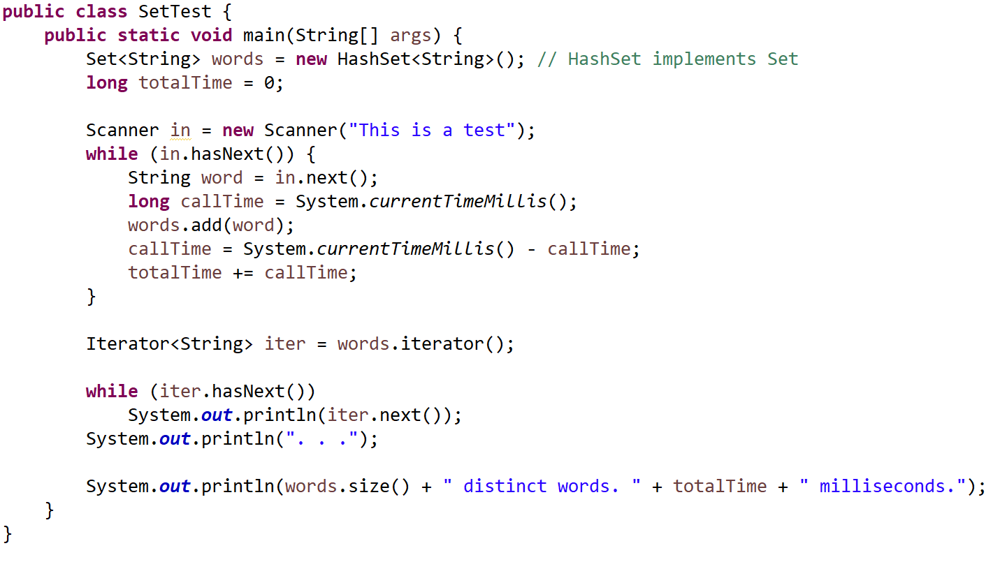 public class SetTest {
    public static void main(String[] args) {
        Set<String> words = new HashSet<String>(); // HashSet implements Set
        long totalTime = 0;

        Scanner in = new Scanner("This is a test");
        while (in.hasNext()) {
            String word = in.next();
            long callTime = System.currentTimeMillis();
            words.add(word);
            callTime = System.currentTimeMillis() - callTime;
            totalTime += callTime;
        }

        Iterator<String> iter = words.iterator();

        while (iter.hasNext())
            System.out.println(iter.next());
        System.out.println(". . .");

        System.out.println(words.size() + " distinct words. " + totalTime + " milliseconds.");
    }
}